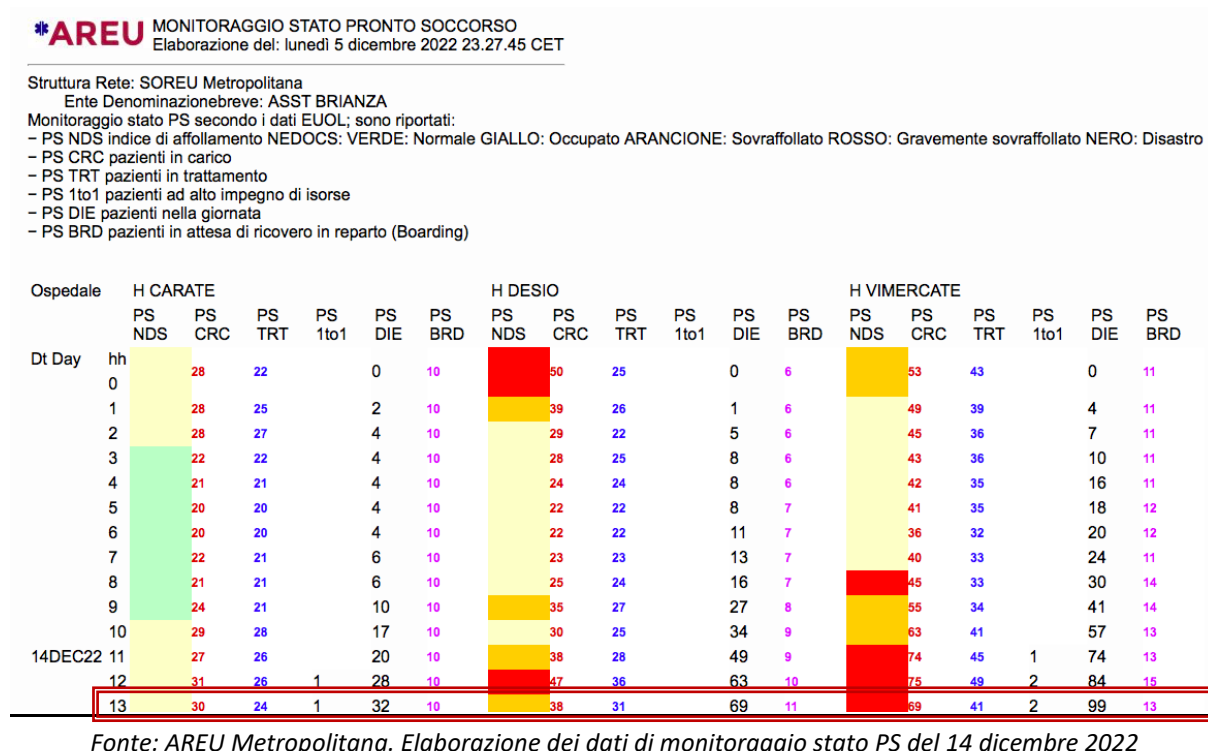 *AREU MONITORAGGIO STATO PRONTO SOCCORSO
Elaborazione del: lunedì 5 dicembre 2022 23.27.45 CET
Struttura Rete: SOREU Metropolitana
Ente Denominazionebreve: ASST BRIANZA
Monitoraggio stato PS secondo i dati EUOL; sono riportati:
– PS NDS indice di affollamento NEDOCS: VERDE: Normale GIALLO: Occupato ARANCIONE: Sovraffollato ROSSO: Gravemente sovraffollato NERO: Disastro
– PS CRC pazienti in carico
– PS TRT pazienti in trattamento
– PS 1to1 pazienti ad alto impegno di isorse
– PS DIE pazienti nella giornata
– PS BRD pazienti in attesa di ricovero in reparto (Boarding)
Ospedale H CARATE H DESIO H VIMERCATE
PS PS PS PS PS PS PS PS PS PS PS PS PS PS PS PS PS PS
NDS CRC TRT 1to1 DIE BRD NDS CRC TRT 1to1 DIE BRD NDS CRC TRT 1to1 DIE BRD
Dt Day hh
0 28 22 0 10 50 25 0 6 53 43 0 11
1 28 25 2 10 39 26 1 6 49 39 4 11
2 28 27 4 10 29 22 5 6 45 36 7 11
3 22 22 4 10 28 25 8 6 43 36 10 11
4 21 21 4 10 24 24 8 6 42 35 16 11
5 20 20 4 10 22 22 8 7 41 35 18 12
6 20 20 4 10 22 22 11 7 36 32 20 12
7 22 21 6 10 23 23 13 7 40 33 24 11
8 21 21 6 10 25 24 16 7 45 33 30 14
9 24 21 10 10 35 27 27 8 55 34 41 14
10 29 28 17 10 30 25 34 9 63 41 57 13
14DEC22 11 27 26 20 10 38 28 49 9 74 45 1 74 13
12 31 26 1 28 10 47 36 63 10 75 49 2 84 15
13 30 24 1 32 10 38 31 69 11 69 41 2 99 13
Fonte: AREU Metropolitana. Elaborazione dei dati di monitoraggio stato PS del 14 dicembre 2022